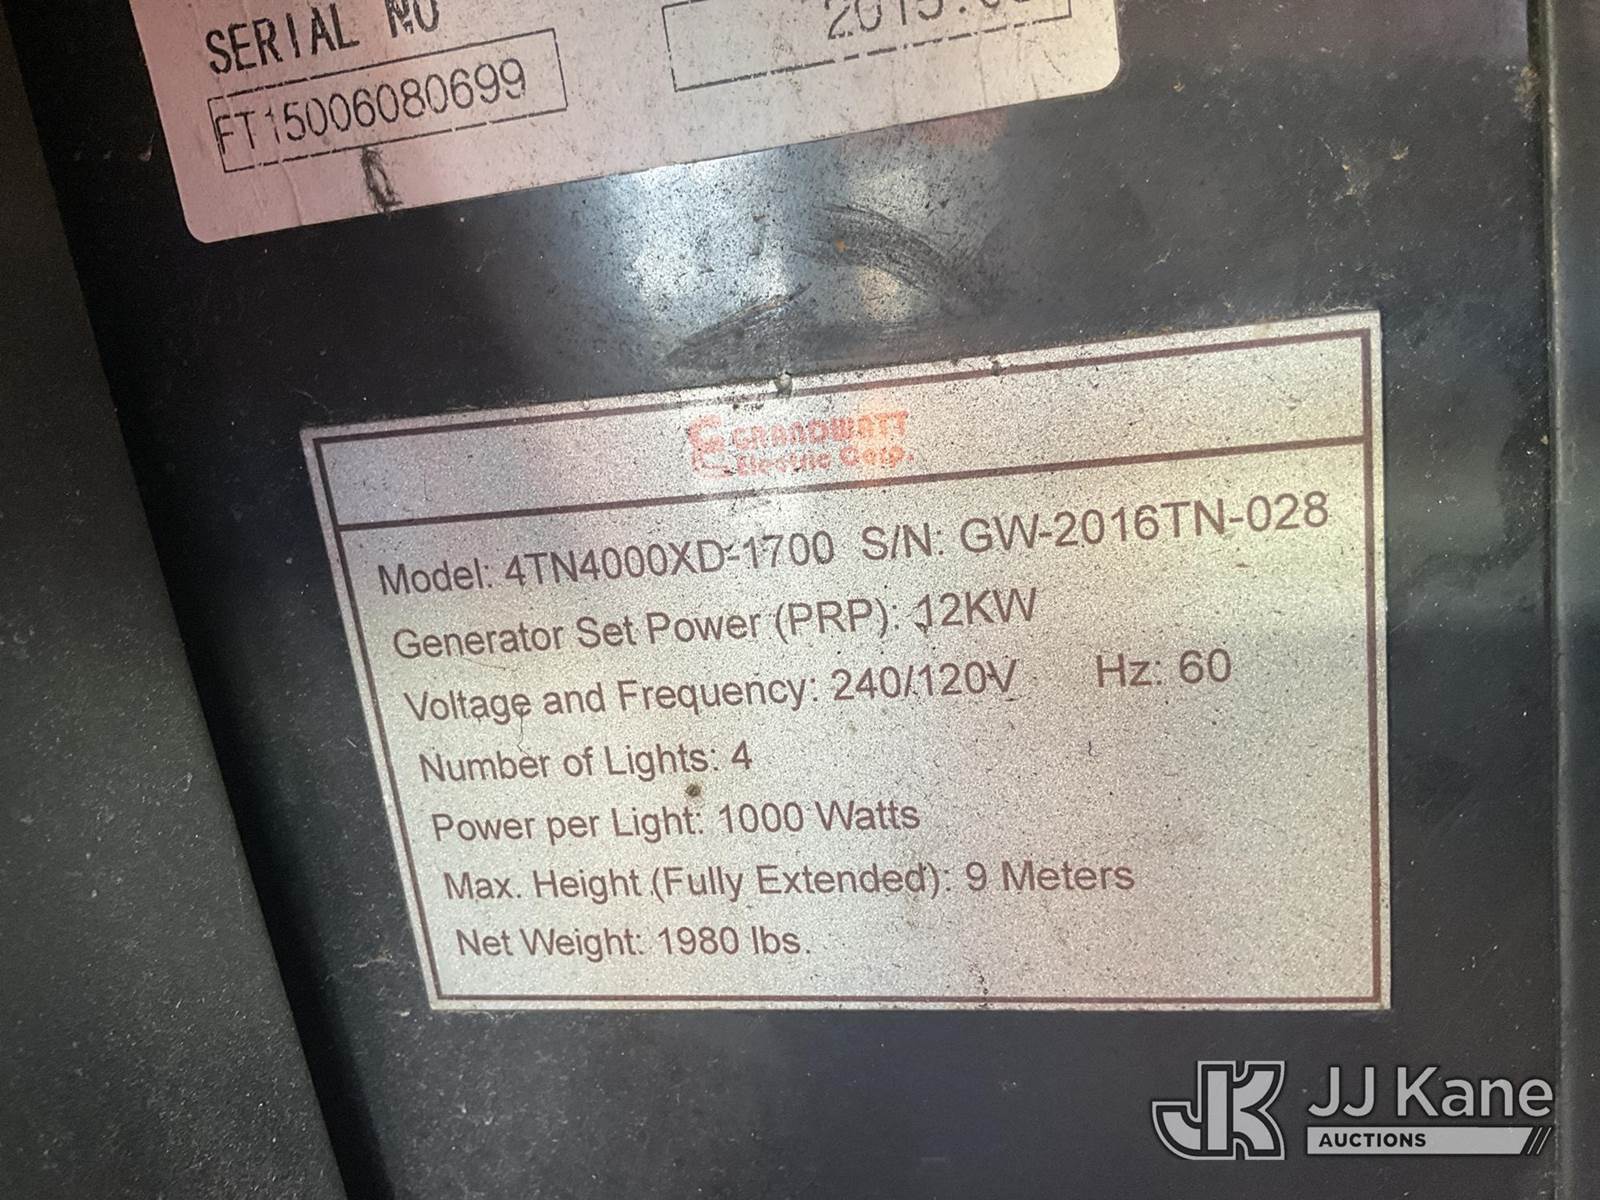 SERIAL NO
FT15006080699
GRANDWATT
Electric Corp.
Model: 4TN4000XD-1700 S/N: GW-2016TN-028
Generator Set Power (PRP): 12KW
Voltage and Frequency: 240/120V Hz: 60
Number of Lights: 4
Power per Light: 1000 Watts
Max. Height (Fully Extended): 9 Meters
Net Weight: 1980 lbs.
JJ Kane
AUCTIONS